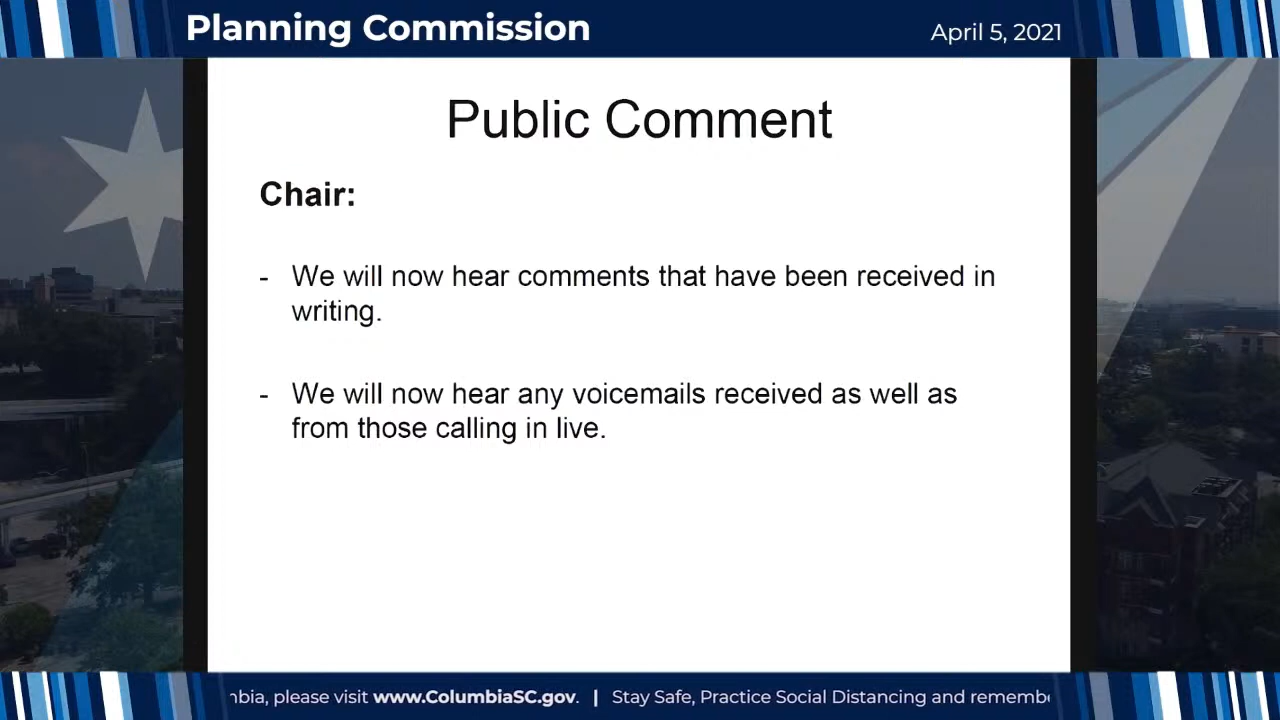 Planning Commission
April 5, 2021
Public Comment
Chair:
- We will now hear comments that have been received in
writing.
- We will now hear any voicemails received as well as
from those calling in live.
please visit www.ColumbiaSC.gov. | Stay Safe, Practice Social Distancing and